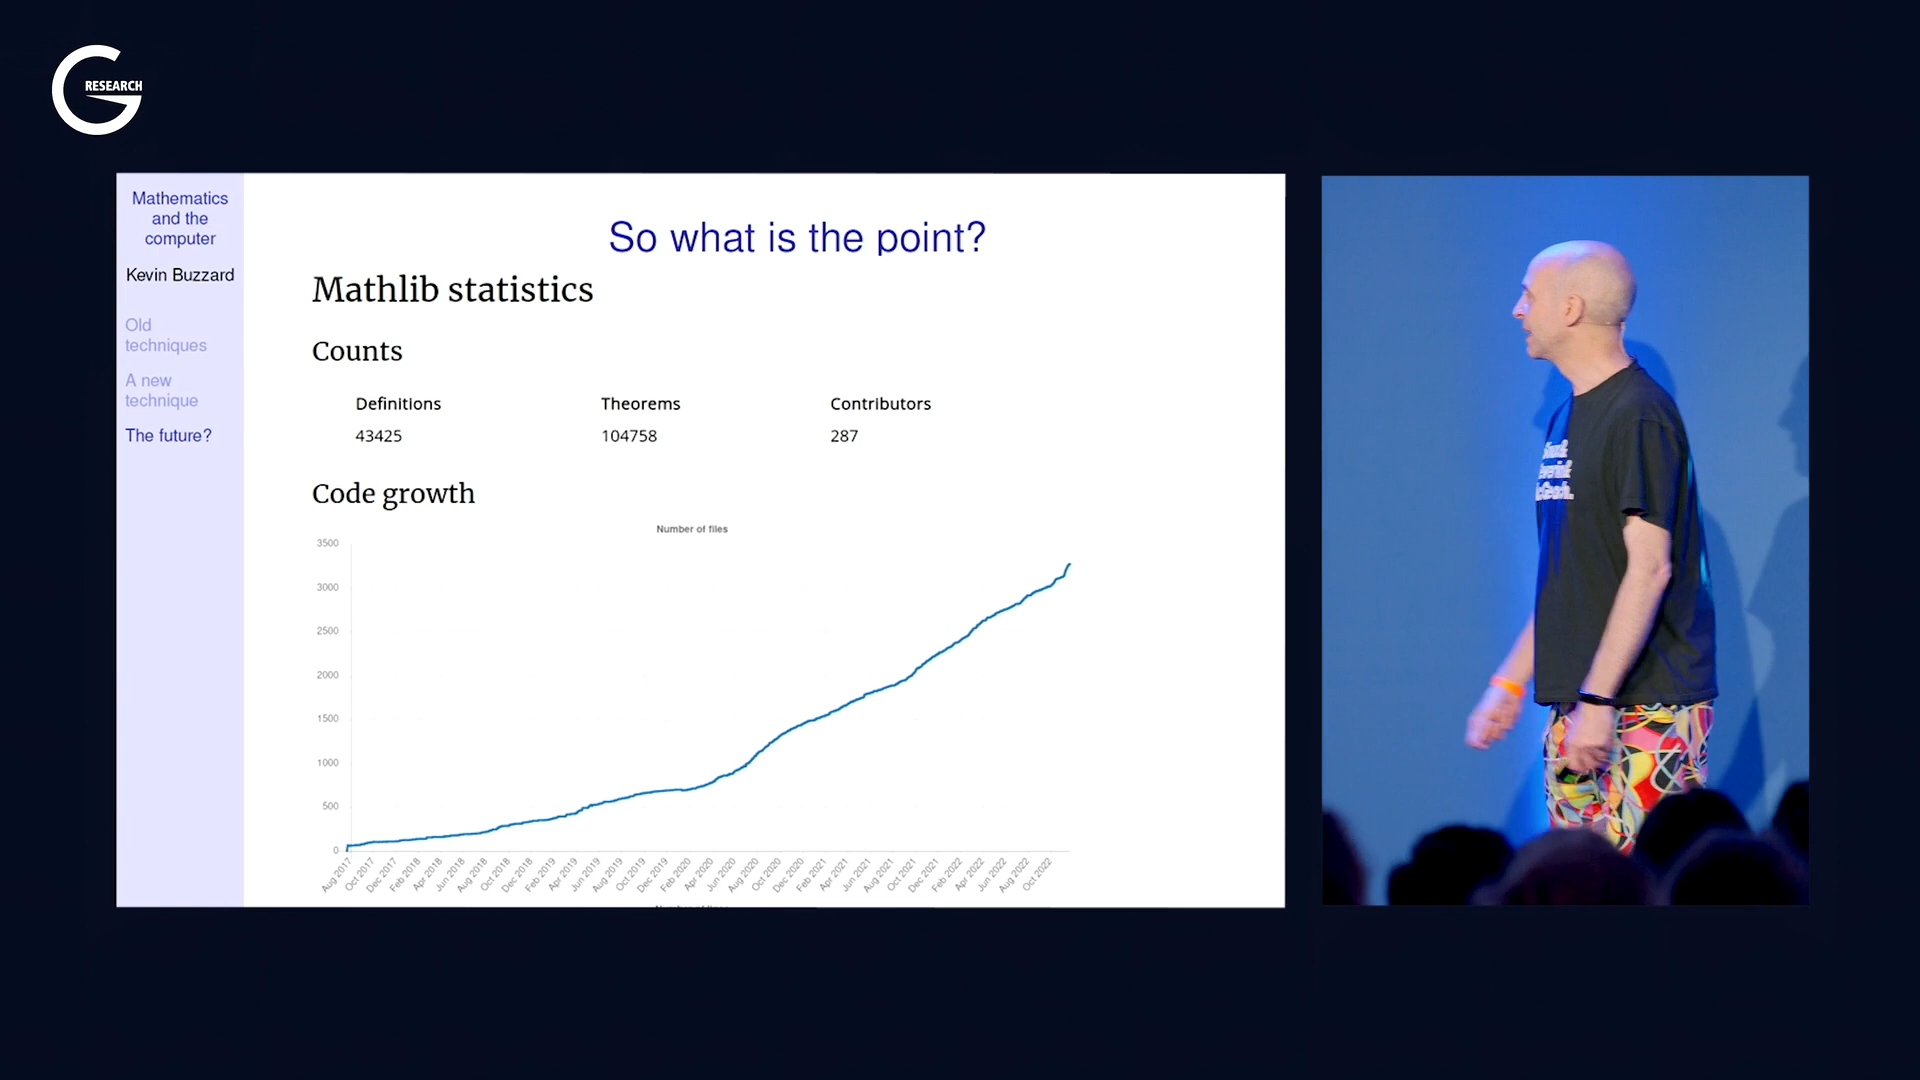 RESEARCH
Mathematics
and the
computer
Kevin Buzzard
Old
techniques
A new
technique
The future?
So what is the point?
Mathlib statistics
Counts
Definitions Theorems Contributors
43425 104758 287
Code growth
Number of files
3500
3000
2500
2000
1500
1000
500
0
Aug 2017 Oct 2017 Dec 2017 Feb 2018 Apr 2018 Jun 2018 Aug 2018 Oct 2018 Dec 2018 Feb 2019 Apr 2019 Jun 2019 Aug 2019 Oct 2019 Dec 2019 Feb 2020 Apr 2020 Jun 2020 Aug 2020 Oct 2020 Dec 2020 Feb 2021 Apr 2021 Jun 2021 Aug 2021 Oct 2021 Dec 2021 Feb 2022 Apr 2022 Jun 2022 Aug 2022 Oct 2022